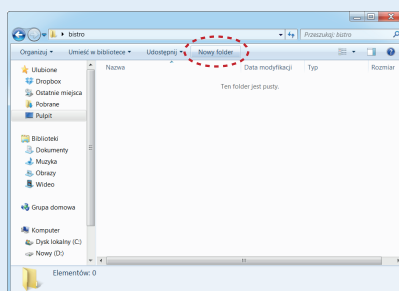 bistro
Przeszukaj: bistro
Organizuj
Umieść w bibliotece
Udostępnij
Nowy folder
Nazwa
Data modyfikacji
Typ
Rozmiar
Ten folder jest pusty.
Ulubione
Dropbox
Ostatnie miejsca
Pobrane
Pulpit
Biblioteki
Dokumenty
Muzyka
Obrazy
Wideo
Grupa domowa
Komputer
Dysk lokalny (C:)
Nowy (D:)
Elementów: 0